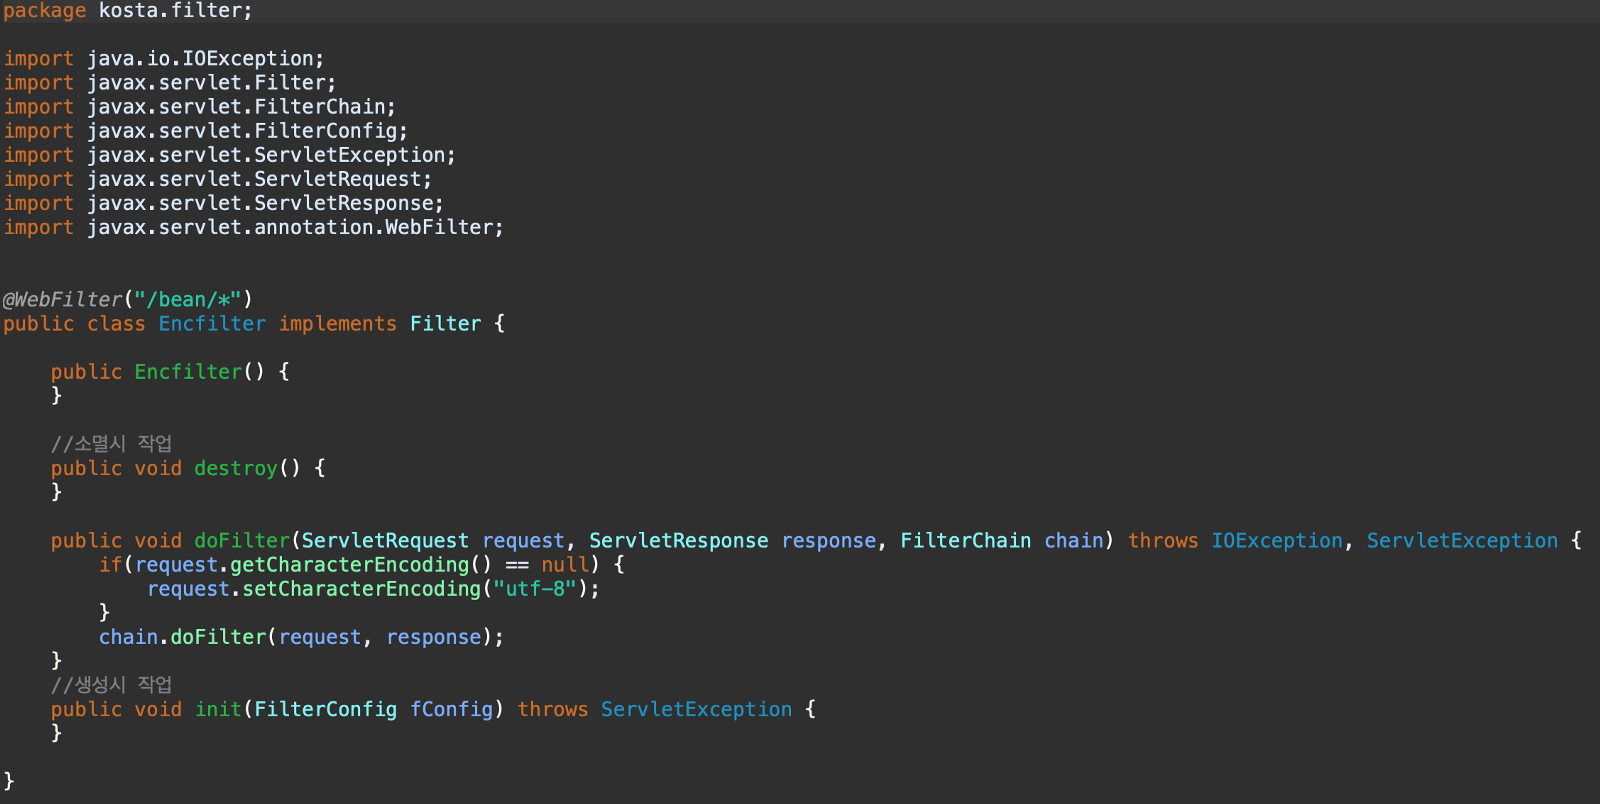 package kosta.filter;
import java.io.IOException;
import javax.servlet.Filter;
import javax.servlet.FilterChain;
import javax.servlet.FilterConfig;
import javax.servlet.ServletException;
import javax.servlet.ServletRequest;
import javax.servlet.ServletResponse;
import javax.servlet.annotation.WebFilter;
@WebFilter("/bean/*")
public class Encfilter implements Filter {
    public Encfilter() {
    }
    //소멸시 작업
    public void destroy() {
    }
    public void doFilter(ServletRequest request, ServletResponse response, FilterChain chain) throws IOException, ServletException {
        if(request.getCharacterEncoding() == null) {
            request.setCharacterEncoding("utf-8");
        }
        chain.doFilter(request, response);
    }
    //생성시 작업
    public void init(FilterConfig fConfig) throws ServletException {
    }
}